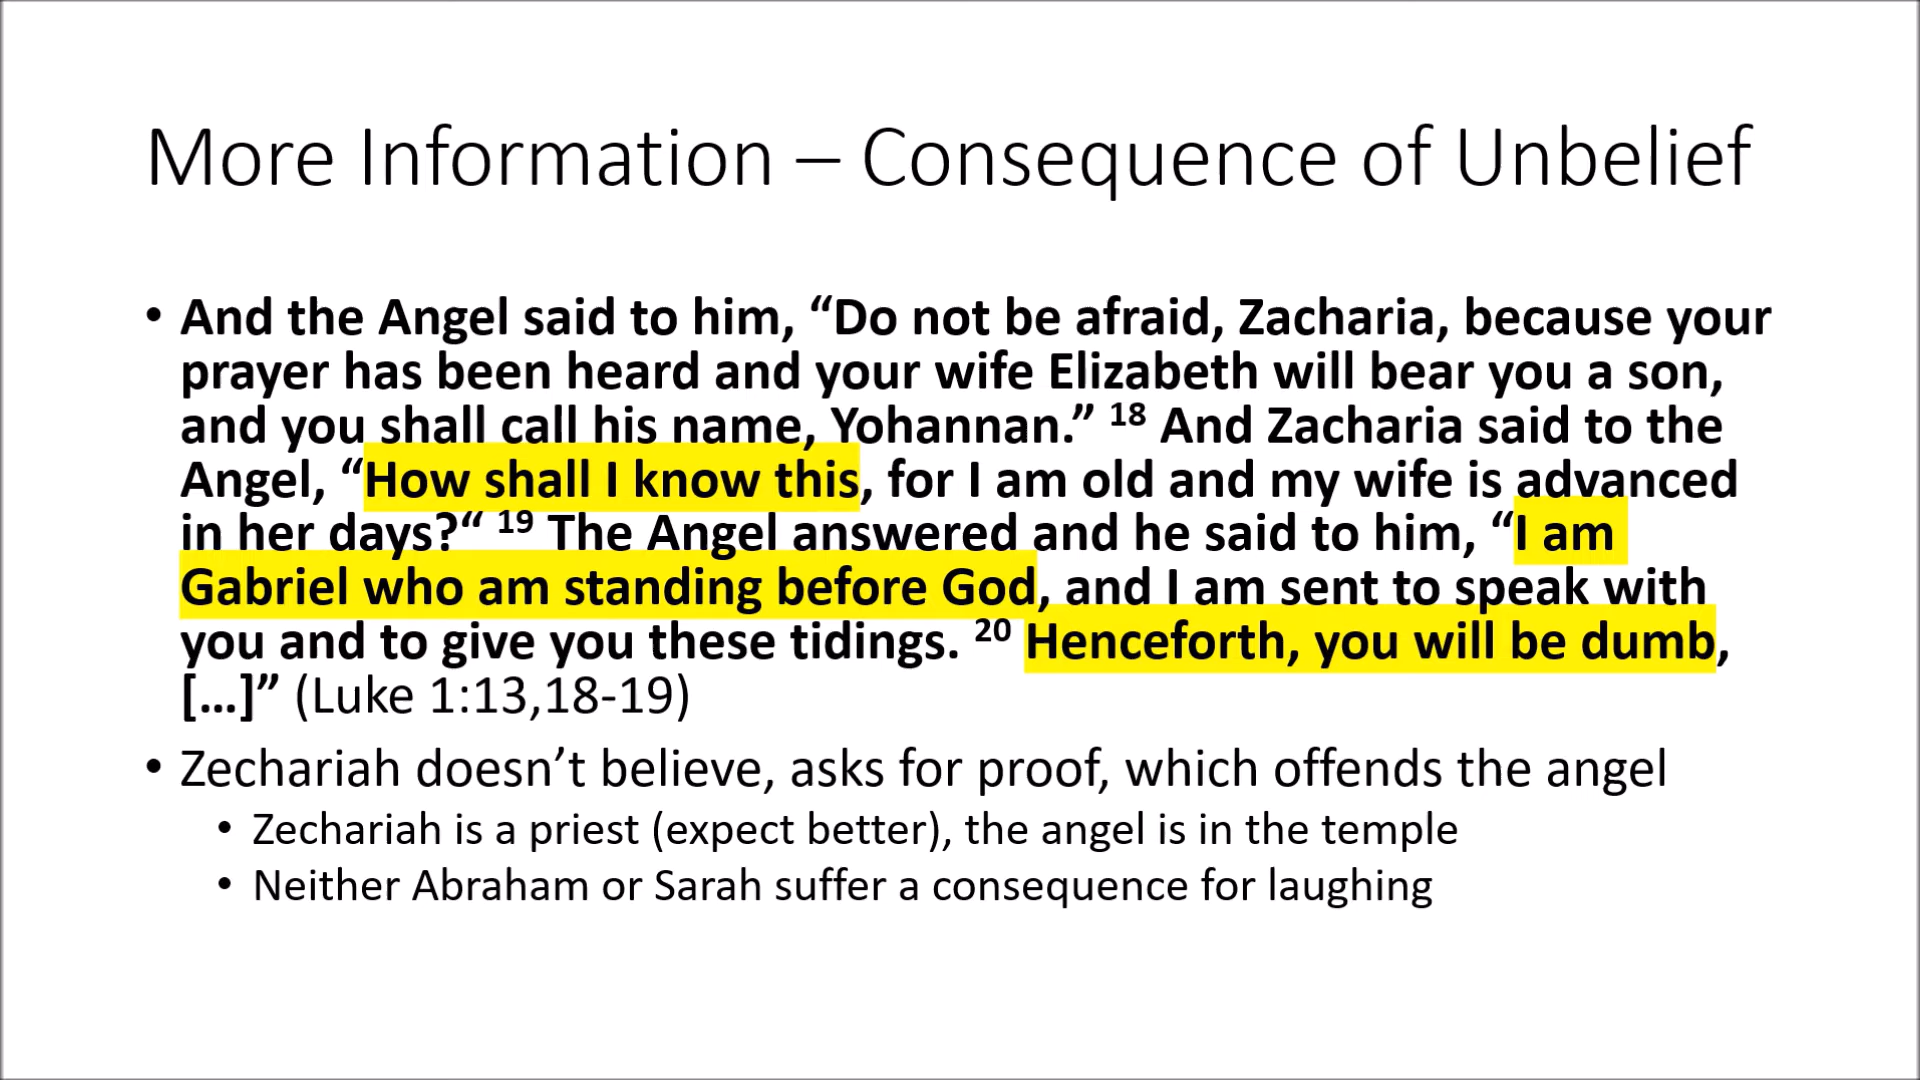 More Information – Consequence of Unbelief
• And the Angel said to him, “Do not be afraid, Zacharia, because your
prayer has been heard and your wife Elizabeth will bear you a son,
and you shall call his name, Yohannan.” 18 And Zacharia said to the
Angel, “How shall I know this, for I am old and my wife is advanced
in her days?“ 19 The Angel answered and he said to him, “I am
Gabriel who am standing before God, and I am sent to speak with
you and to give you these tidings. 20 Henceforth, you will be dumb,
[…]” (Luke 1:13,18-19)
• Zechariah doesn’t believe, asks for proof, which offends the angel
• Zechariah is a priest (expect better), the angel is in the temple
• Neither Abraham or Sarah suffer a consequence for laughing